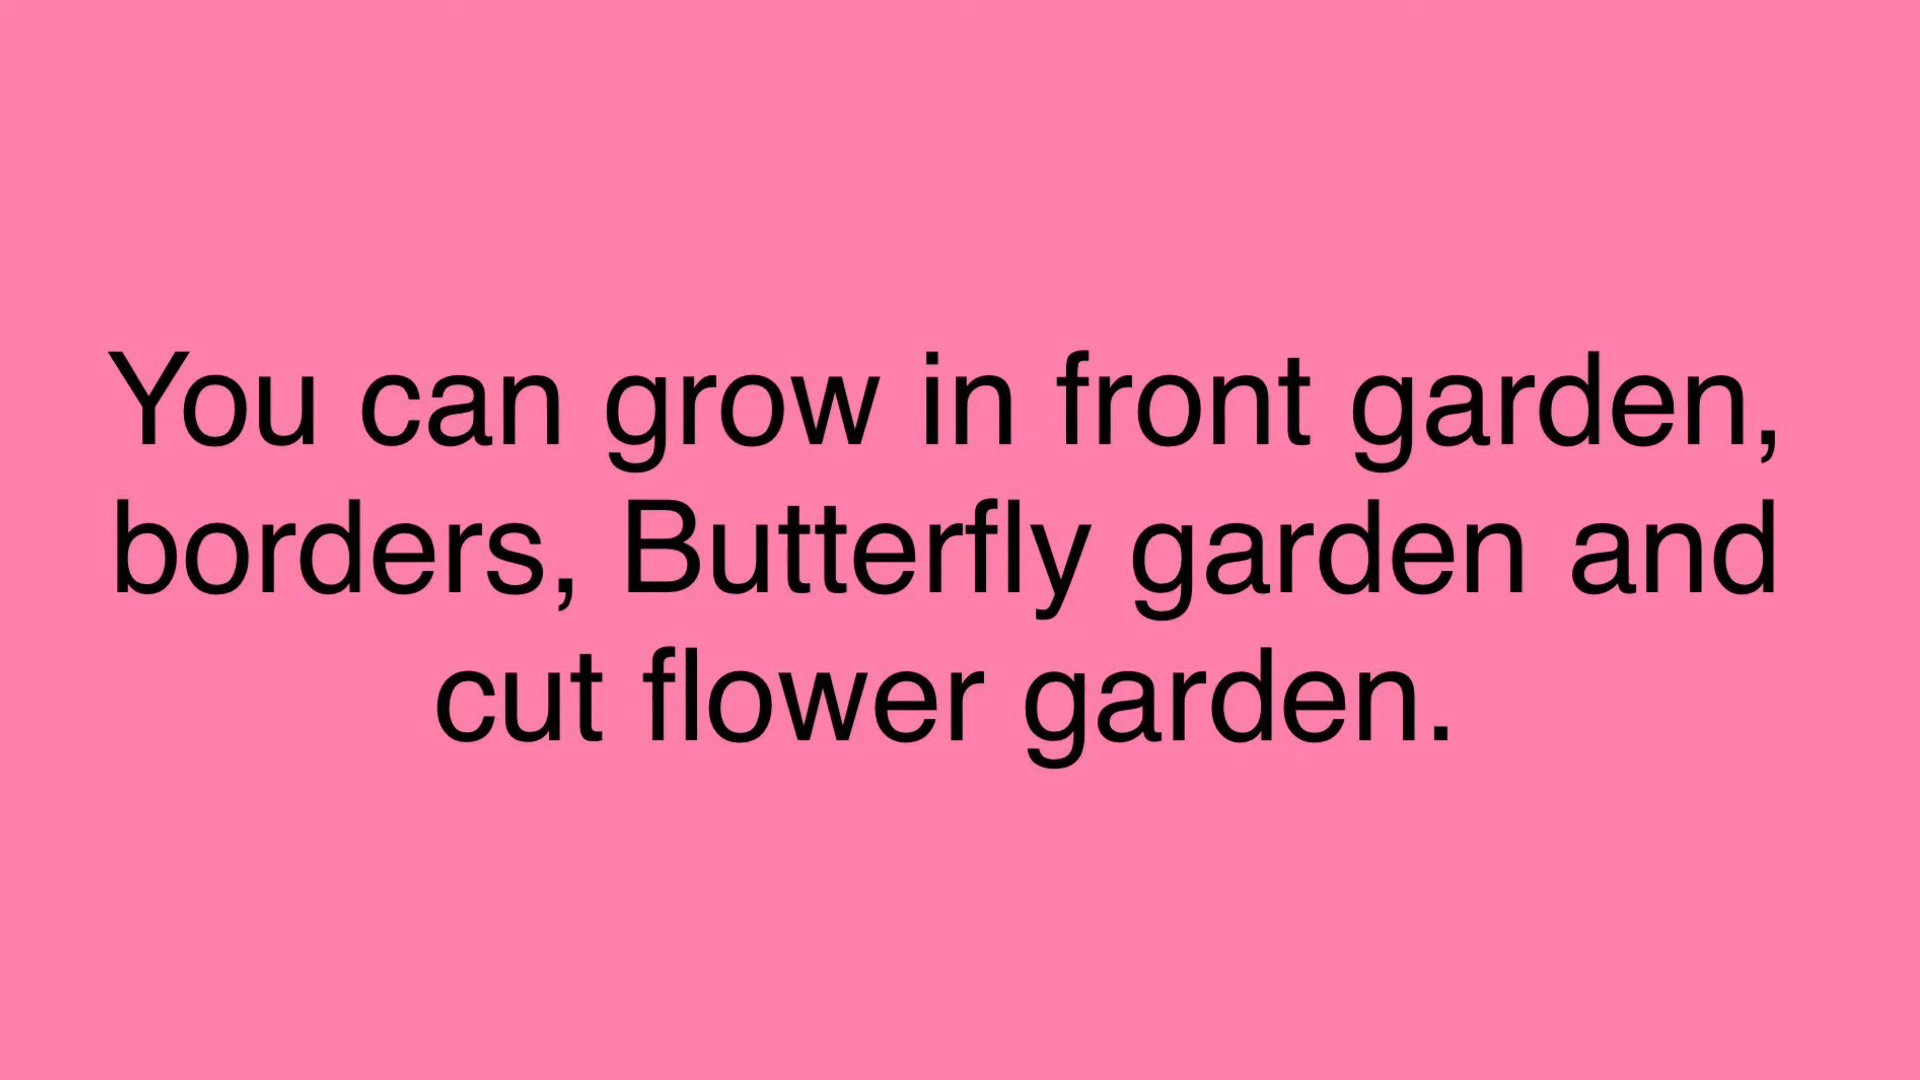 You can grow in front garden,
borders, Butterfly garden and
cut flower garden.